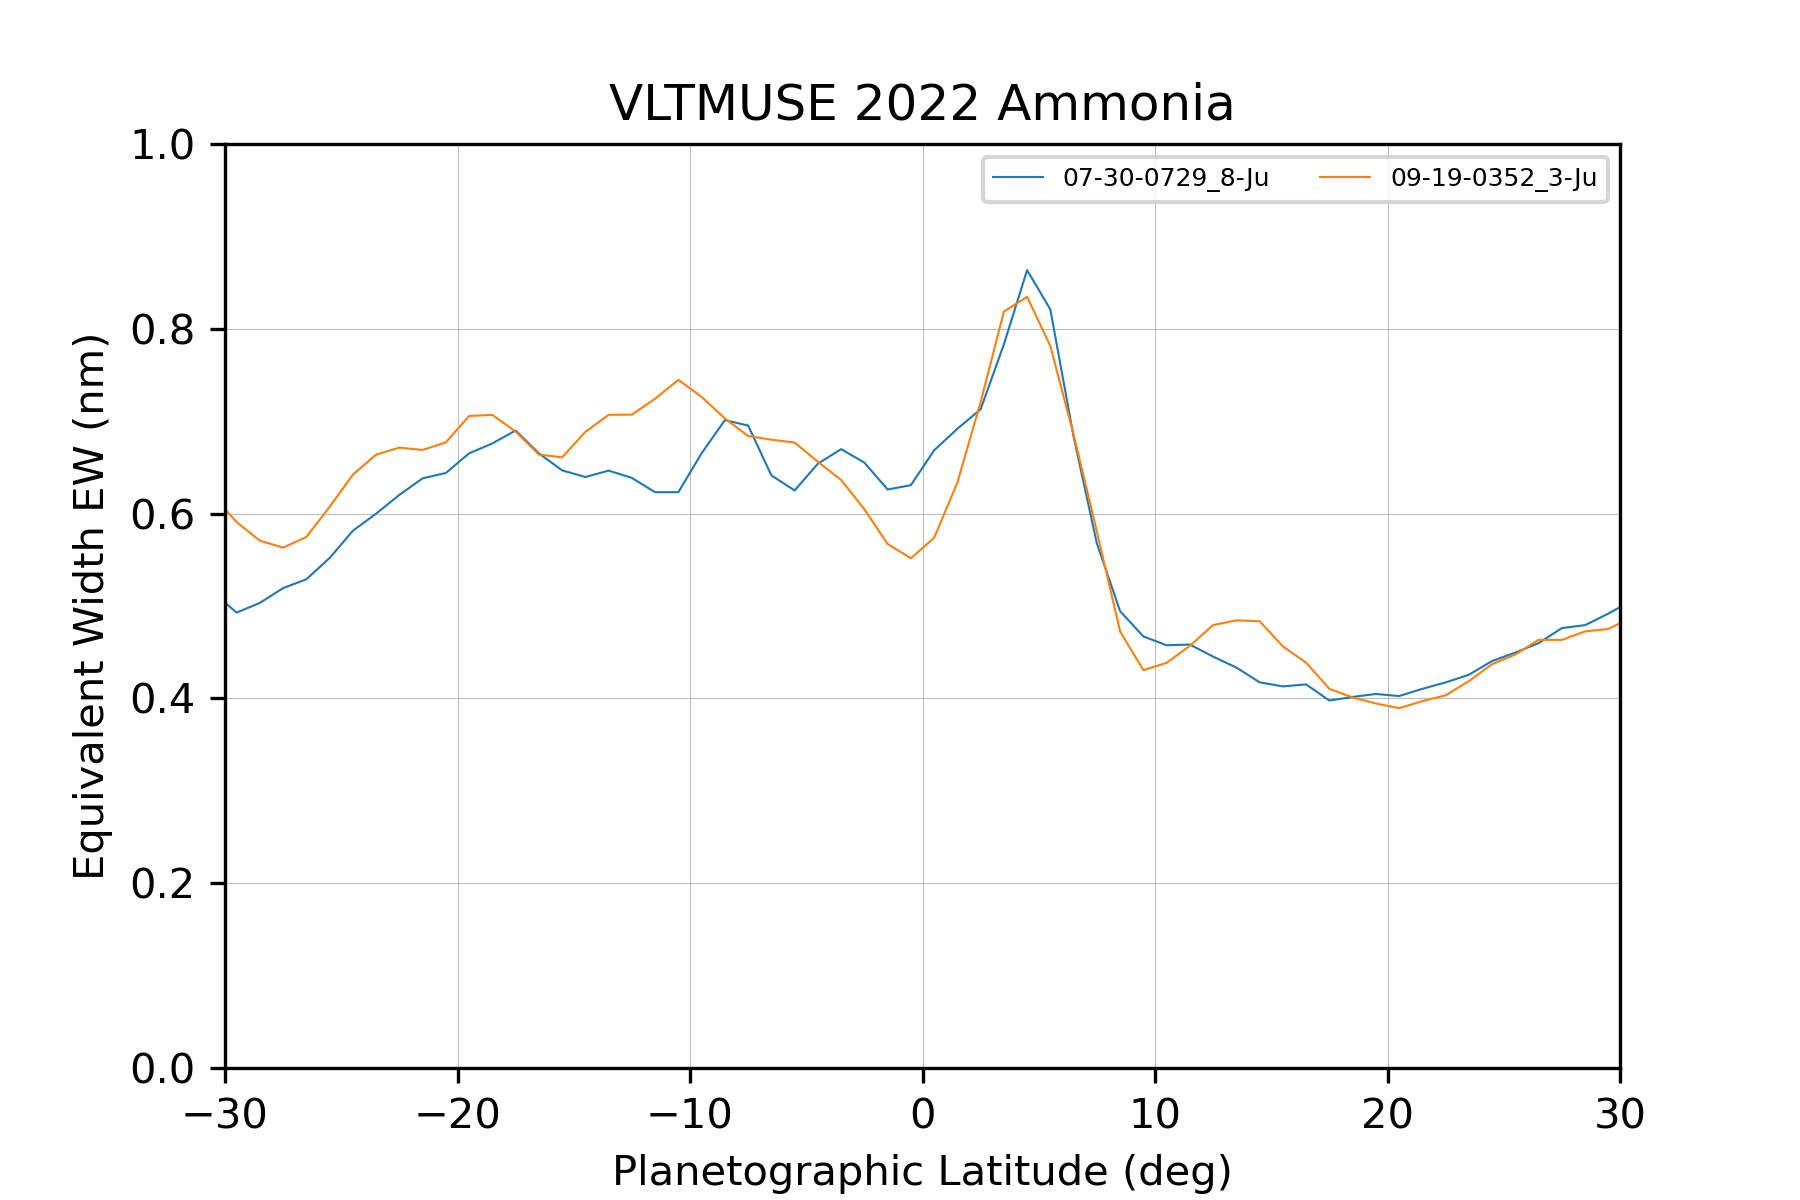 VLTMUSE 2022 Ammonia
07-30-0729_8-Ju 09-19-0352_3-Ju
1.0
0.8
0.6
0.4
0.2
0.0
Equivalent Width EW (nm)
−30 −20 −10 0 10 20 30
Planetographic Latitude (deg)